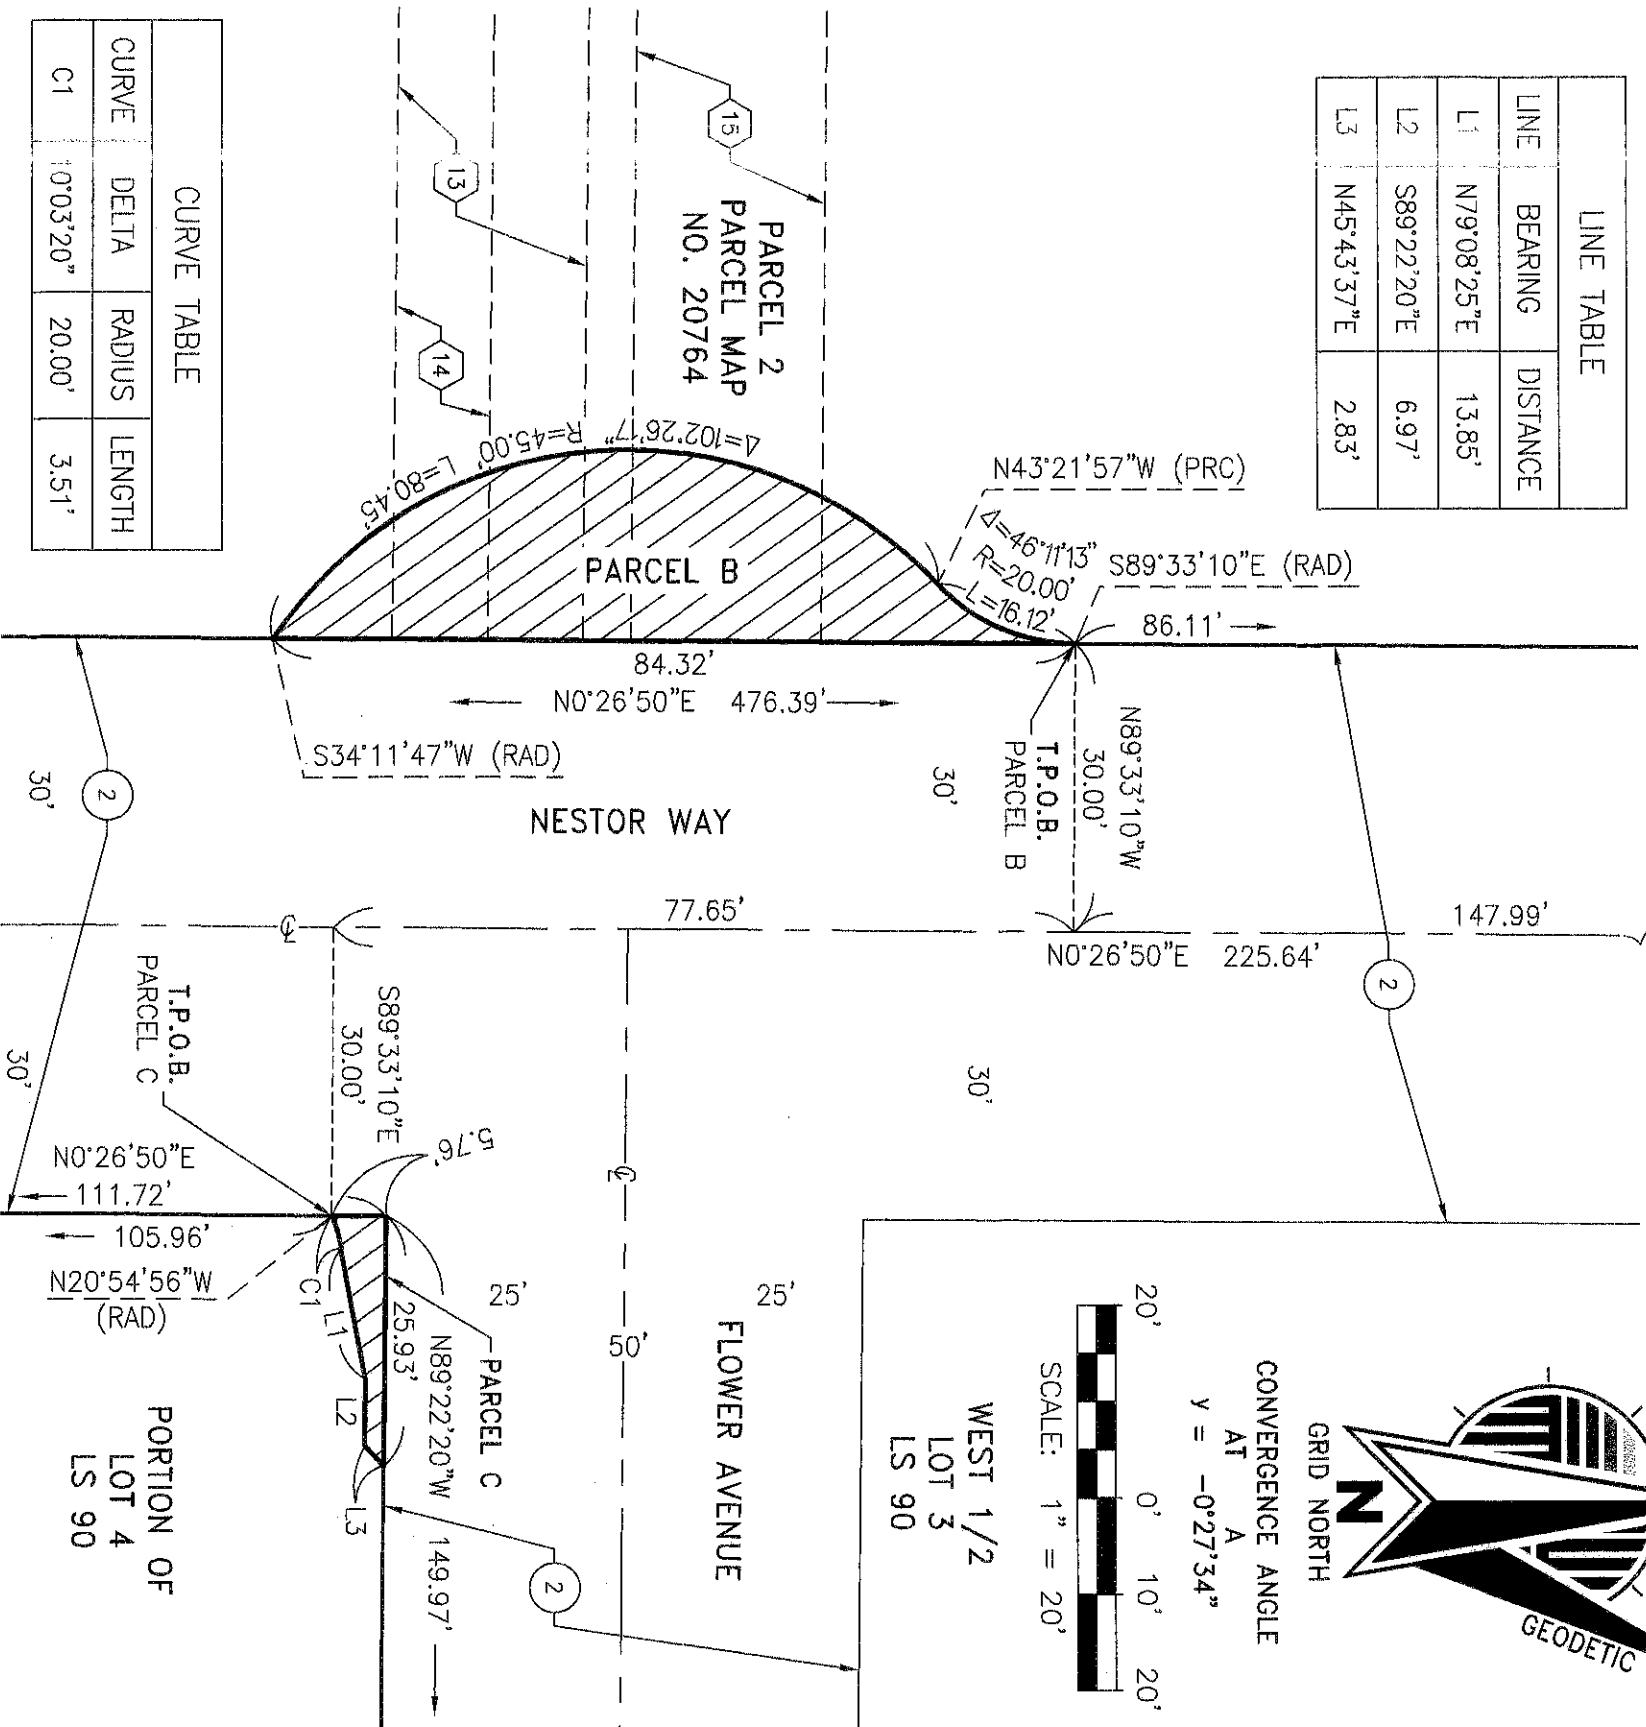 LINE TABLE
LINE BEARING DISTANCE
L1 N79°08'25"E 13.85'
L2 S89°22'20"E 6.97'
L3 N45°43'37"E 2.83'
CURVE TABLE
CURVE DELTA RADIUS LENGTH
C1 10°03'20" 20.00' 3.51'
15
13
14
PARCEL 2
PARCEL MAP
NO. 20764
Δ=102°26'17"
R=45.00'
L=80.45'
PARCEL B
N43°21'57"W (PRC)
Δ=46°11'13"
R=20.00'
L=16.12'
S89°33'10"E (RAD)
86.11'
84.32'
N0°26'50"E 476.39'
S34°11'47"W (RAD)
N89°33'10"W
30.00'
T.P.O.B.
PARCEL B
30'
30'
2
NESTOR WAY
77.65'
147.99'
N0°26'50"E 225.64'
2
30'
30'
S89°33'10"E
30.00'
T.P.O.B.
PARCEL C
5.76'
N0°26'50"E
111.72'
105.96'
N20°54'56"W
(RAD)
C1
L1
L2
L3
25.93'
N89°22'20"W 149.97'
PARCEL C
25'
25'
50'
FLOWER AVENUE
2
PORTION OF
LOT 4
LS 90
WEST 1/2
LOT 3
LS 90
20' 0' 10' 20'
SCALE: 1" = 20'
CONVERGENCE ANGLE
AT A
y = -0°27'34"
GRID NORTH
N
GEODETIC